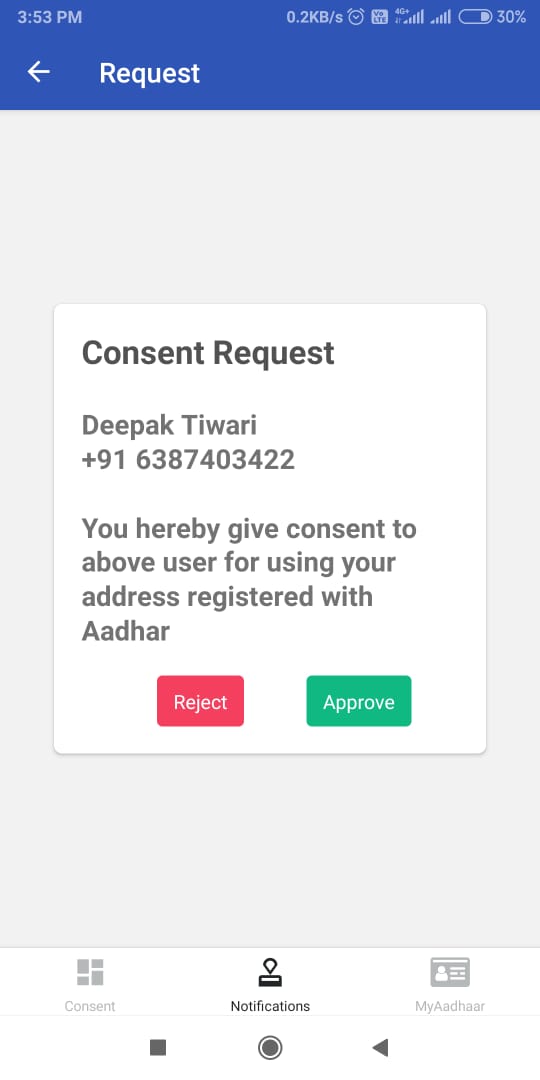 3:53 PM 0.2KB/s 4G+ 30%
Request
Consent Request
Deepak Tiwari
+91 6387403422
You hereby give consent to
above user for using your
address registered with
Aadhar
Reject Approve
Consent Notifications MyAadhaar